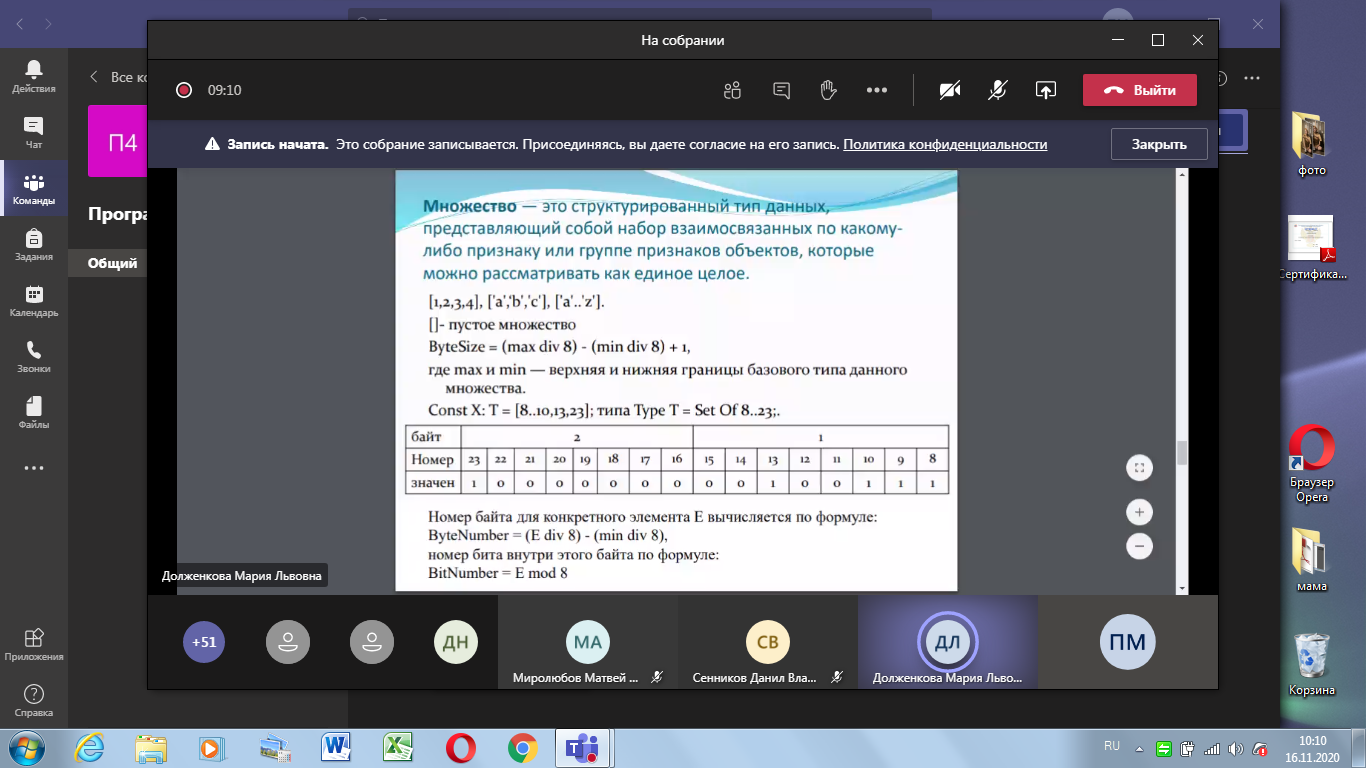 На собрании
Действия
Чат
Команды
Задания
Календарь
Звонки
Файлы
Приложения
Справка
Все ко
П4
Програ
Общий
09:10
Выйти
Запись начата. Это собрание записывается. Присоединяясь, вы даете согласие на его запись. Политика конфиденциальности
Закрыть
Множество — это структурированный тип данных,
представляющий собой набор взаимосвязанных по какому-
либо признаку или группе признаков объектов, которые
можно рассматривать как единое целое.
[1,2,3,4], ['a','b','c'], ['a'..'z'].
[]- пустое множество
ByteSize = (max div 8) - (min div 8) + 1,
где max и min — верхняя и нижняя границы базового типа данного
множества.
Const X: T = [8..10,13,23]; типа Type T = Set Of 8..23;.
байт 2 1
Номер 23 22 21 20 19 18 17 16 15 14 13 12 11 10 9 8
значен 1 0 0 0 0 0 0 0 0 0 1 0 0 1 1 1
Номер байта для конкретного элемента E вычисляется по формуле:
ByteNumber = (E div 8) - (min div 8),
номер бита внутри этого байта по формуле:
BitNumber = E mod 8
Долженкова Мария Львовна
+51
ДН
МА
СВ
ДЛ
ПМ
Миролюбов Матвей ...
Сенников Данил Вла...
Долженкова Мария Льво...
фото
Сертифика...
Браузер
Opera
мама
Корзина
RU
10:10
16.11.2020